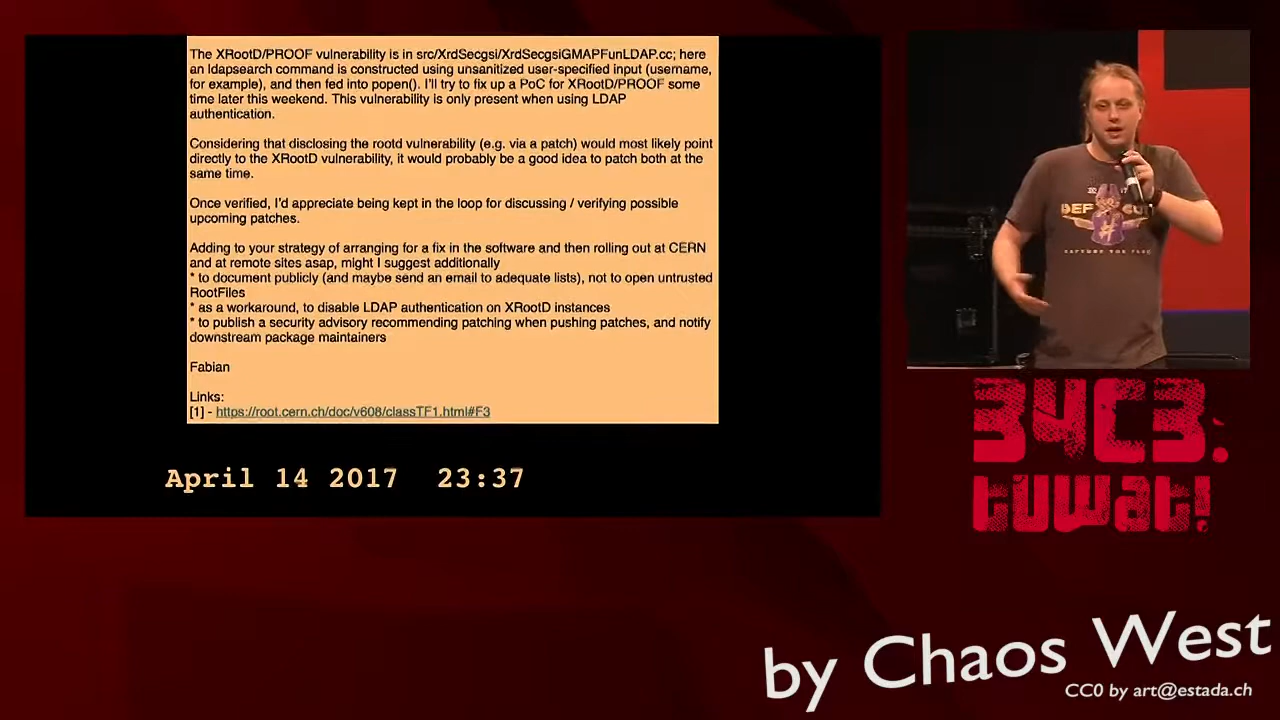 The XRootD/PROOF vulnerability is in src/XrdSecgsi/XrdSecgsiGMAPFunLDAP.cc; here
an ldapsearch command is constructed using unsanitized user-specified input (username,
for example), and then fed into popen(). I'll try to fix up a PoC for XRootD/PROOF some
time later this weekend. This vulnerability is only present when using LDAP
authentication.
Considering that disclosing the rootd vulnerability (e.g. via a patch) would most likely point
directly to the XRootD vulnerability, it would probably be a good idea to patch both at the
same time.
Once verified, I'd appreciate being kept in the loop for discussing / verifying possible
upcoming patches.
Adding to your strategy of arranging for a fix in the software and then rolling out at CERN
and at remote sites asap, might I suggest additionally
* to document publicly (and maybe send an email to adequate lists), not to open untrusted
RootFiles
* as a workaround, to disable LDAP authentication on XRootD instances
* to publish a security advisory recommending patching when pushing patches, and notify
downstream package maintainers
Fabian
Links:
[1] - https://root.cern.ch/doc/v608/classTF1.html#F3
April 14 2017 23:37
34C3:
tuwat!
by Chaos West
CC0 by art@estada.ch